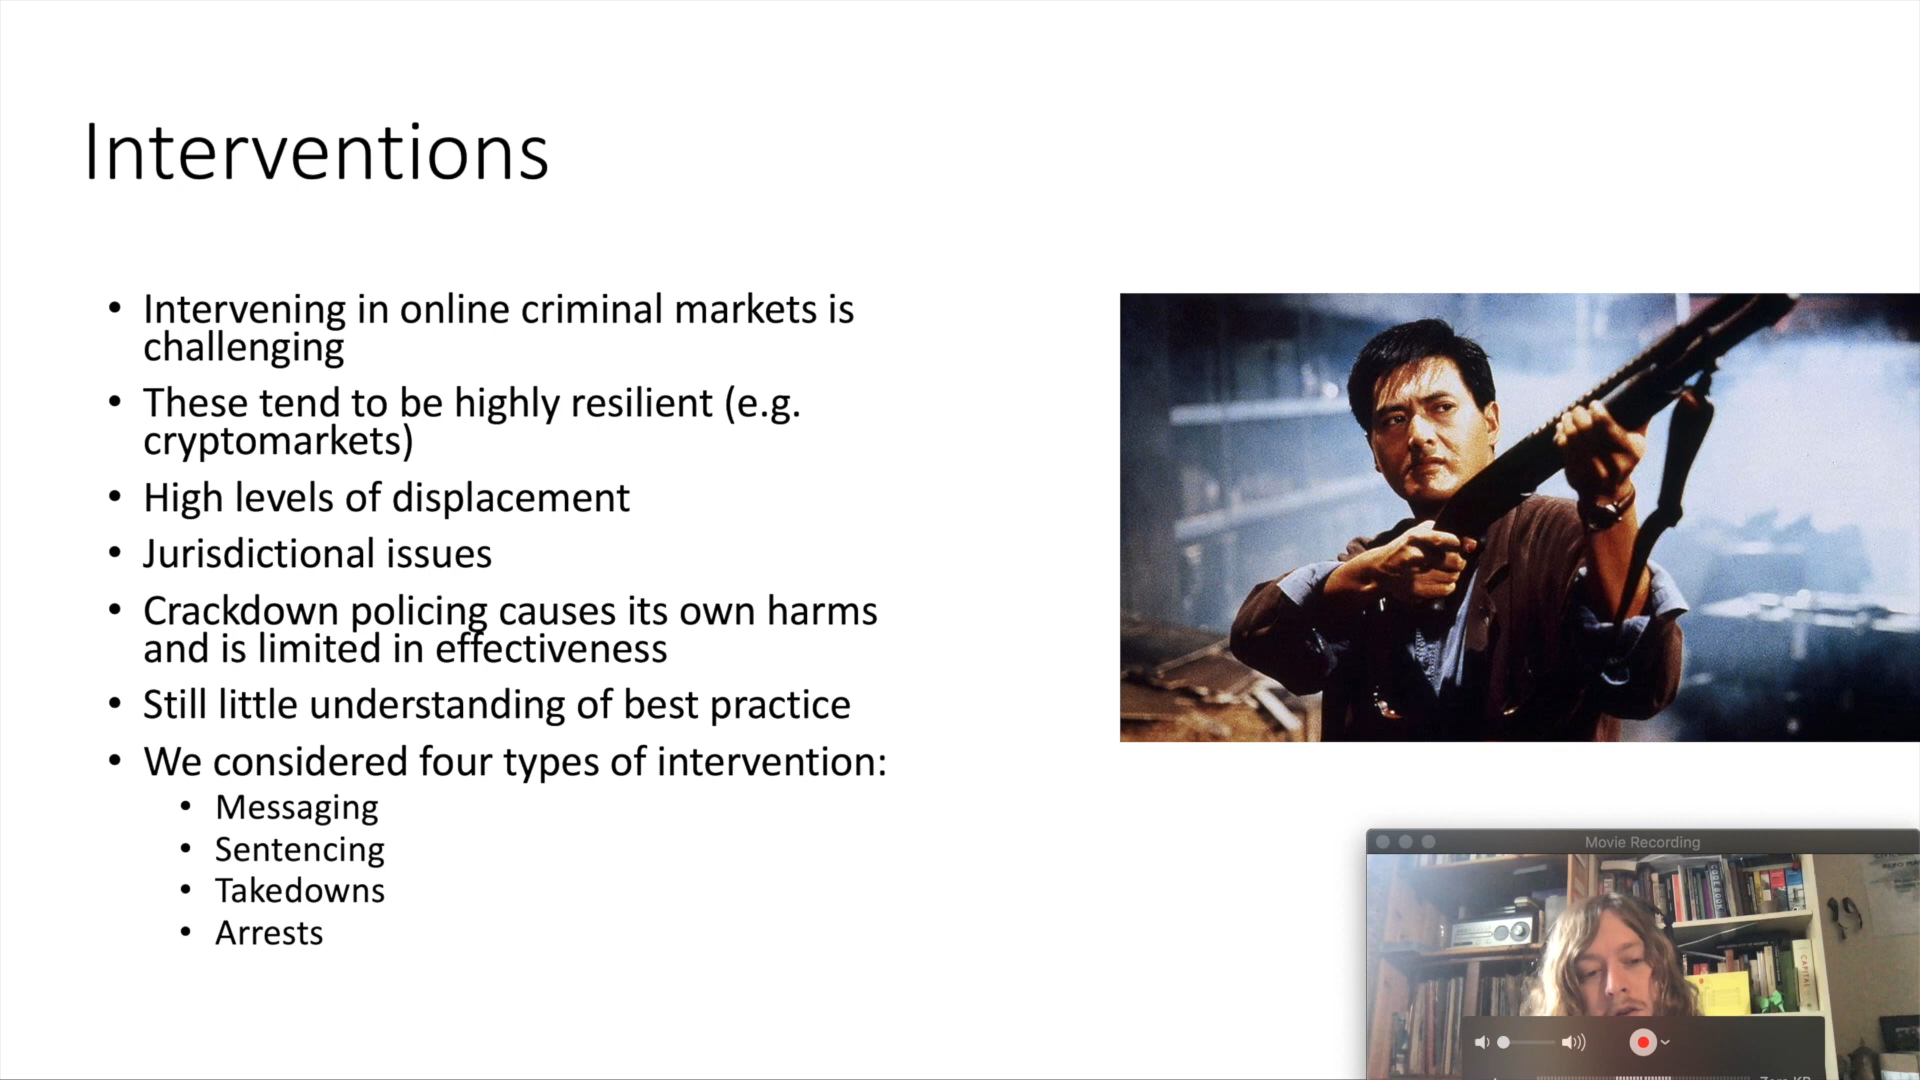 Interventions
• Intervening in online criminal markets is
challenging
• These tend to be highly resilient (e.g.
cryptomarkets)
• High levels of displacement
• Jurisdictional issues
• Crackdown policing causes its own harms
and is limited in effectiveness
• Still little understanding of best practice
• We considered four types of intervention:
• Messaging
• Sentencing
• Takedowns
• Arrests
Movie Recording
CAPITAL